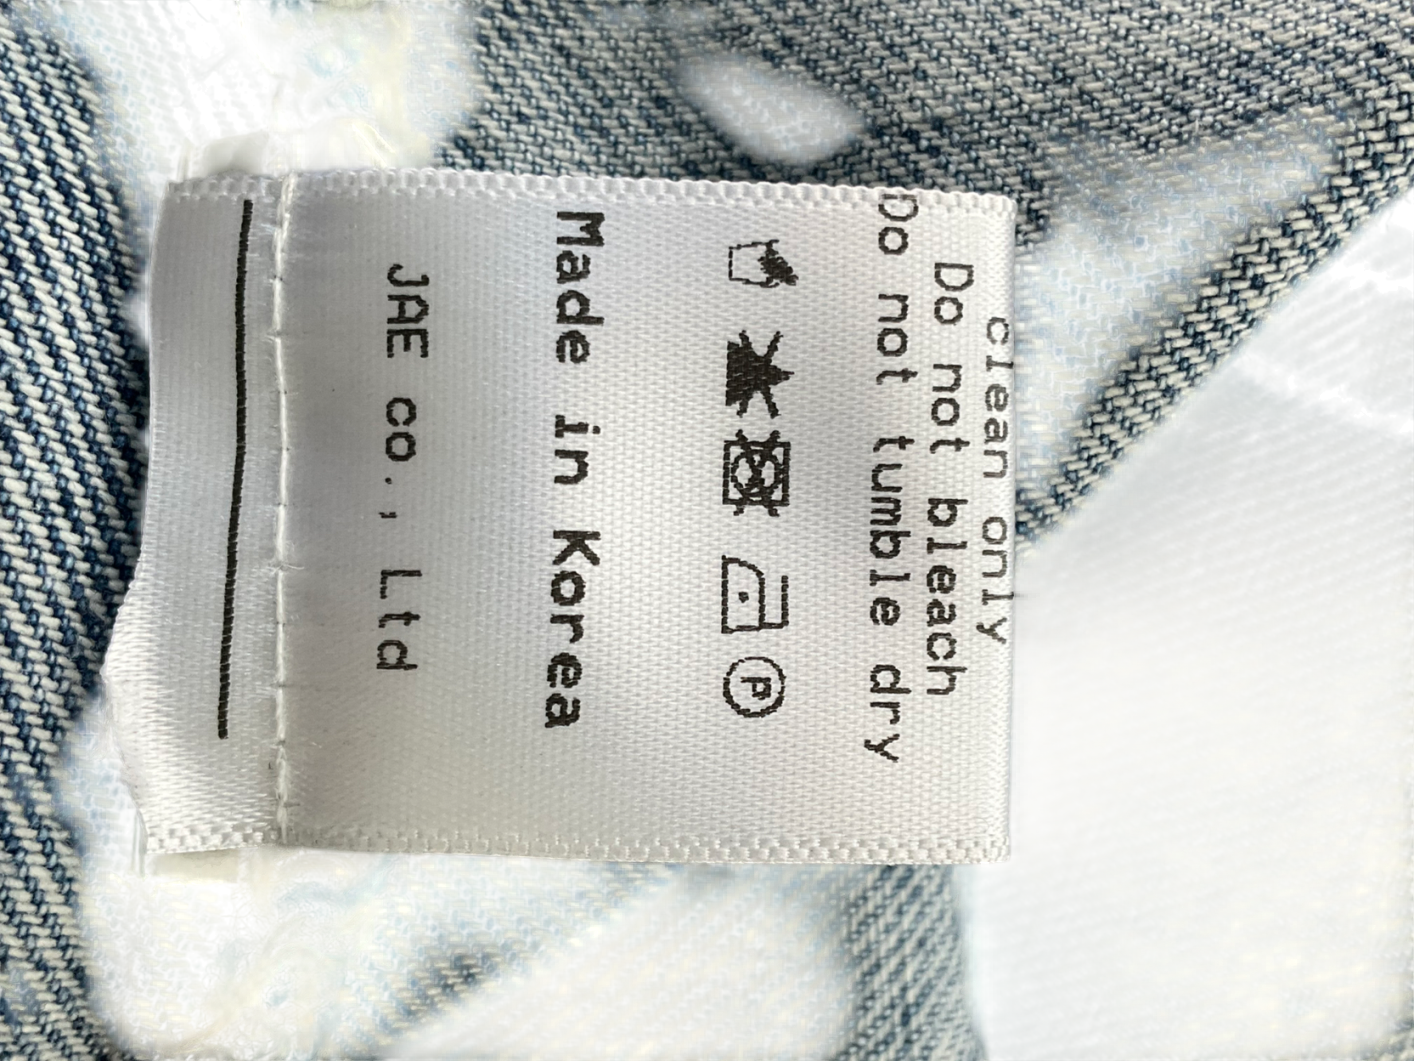 clean only
Do not bleach
Do not tumble dry
P
Made in Korea
JAE co., Ltd